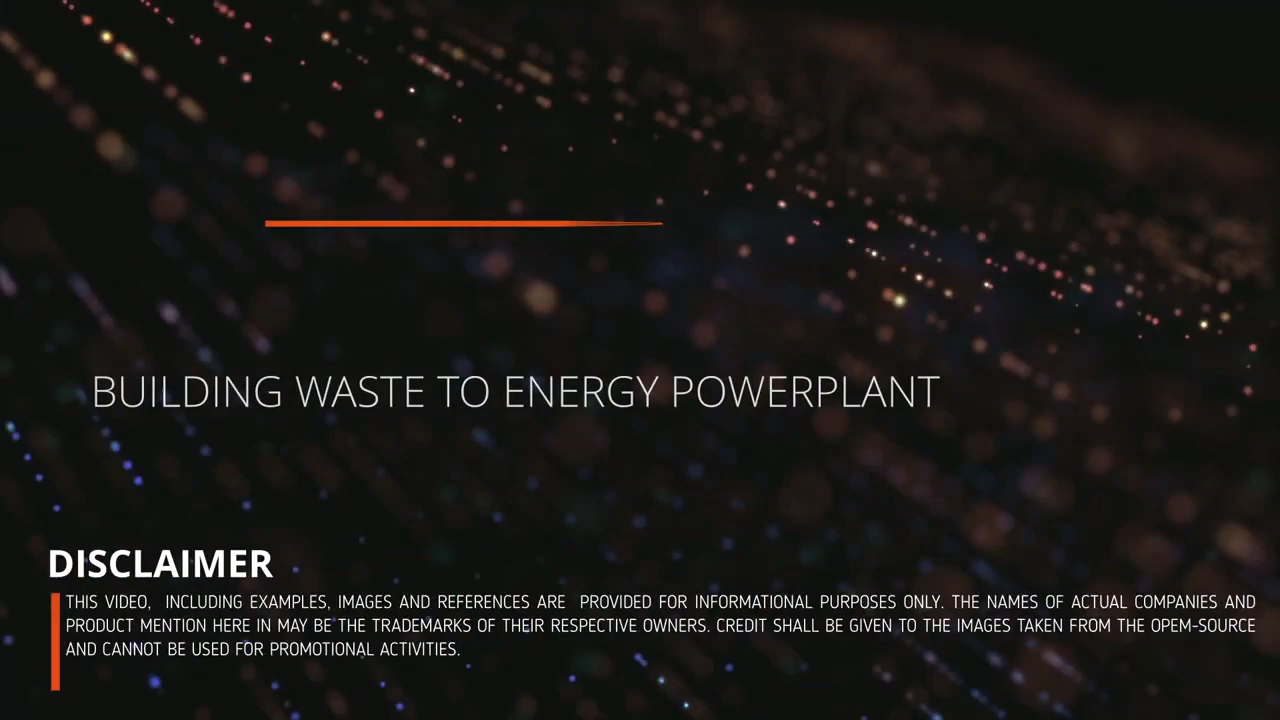 BUILDING WASTE TO ENERGY POWERPLANT
DISCLAIMER
THIS VIDEO, INCLUDING EXAMPLES, IMAGES AND REFERENCES ARE PROVIDED FOR INFORMATIONAL PURPOSES ONLY. THE NAMES OF ACTUAL COMPANIES AND
PRODUCT MENTION HERE IN MAY BE THE TRADEMARKS OF THEIR RESPECTIVE OWNERS. CREDIT SHALL BE GIVEN TO THE IMAGES TAKEN FROM THE OPEM-SOURCE
AND CANNOT BE USED FOR PROMOTIONAL ACTIVITIES.